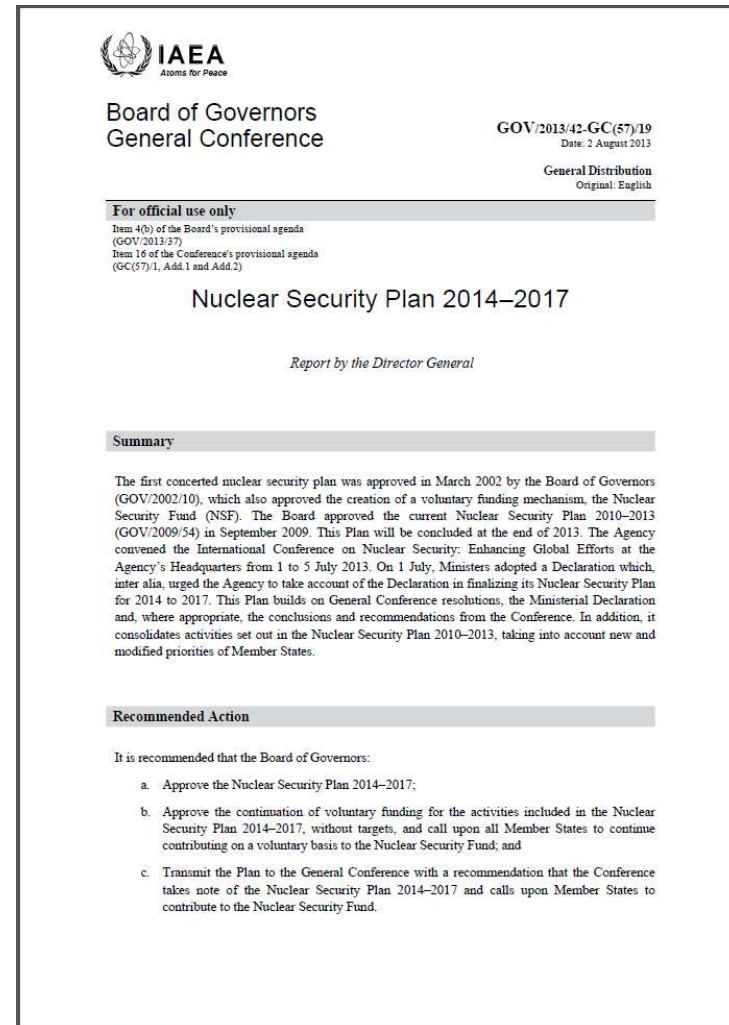 IAEA
Atoms for Peace
Board of Governors
General Conference
GOV/2013/42-GC(57)/19
Date: 2 August 2013
General Distribution
Original: English
For official use only
Item 4(b) of the Board's provisional agenda
(GOV/2013/37)
Item 16 of the Conference's provisional agenda
(GC(57)/1, Add.1 and Add.2)
Nuclear Security Plan 2014–2017
Report by the Director General
Summary
The first concerted nuclear security plan was approved in March 2002 by the Board of Governors
(GOV/2002/10), which also approved the creation of a voluntary funding mechanism, the Nuclear
Security Fund (NSF). The Board approved the current Nuclear Security Plan 2010–2013
(GOV/2009/54) in September 2009. This Plan will be concluded at the end of 2013. The Agency
convened the International Conference on Nuclear Security: Enhancing Global Efforts at the
Agency's Headquarters from 1 to 5 July 2013. On 1 July, Ministers adopted a Declaration which,
inter alia, urged the Agency to take account of the Declaration in finalizing its Nuclear Security Plan
for 2014 to 2017. This Plan builds on General Conference resolutions, the Ministerial Declaration
and, where appropriate, the conclusions and recommendations from the Conference. In addition, it
consolidates activities set out in the Nuclear Security Plan 2010–2013, taking into account new and
modified priorities of Member States.
Recommended Action
It is recommended that the Board of Governors:
a. Approve the Nuclear Security Plan 2014–2017;
b. Approve the continuation of voluntary funding for the activities included in the Nuclear
Security Plan 2014–2017, without targets, and call upon all Member States to continue
contributing on a voluntary basis to the Nuclear Security Fund; and
c. Transmit the Plan to the General Conference with a recommendation that the Conference
takes note of the Nuclear Security Plan 2014–2017 and calls upon Member States to
contribute to the Nuclear Security Fund.